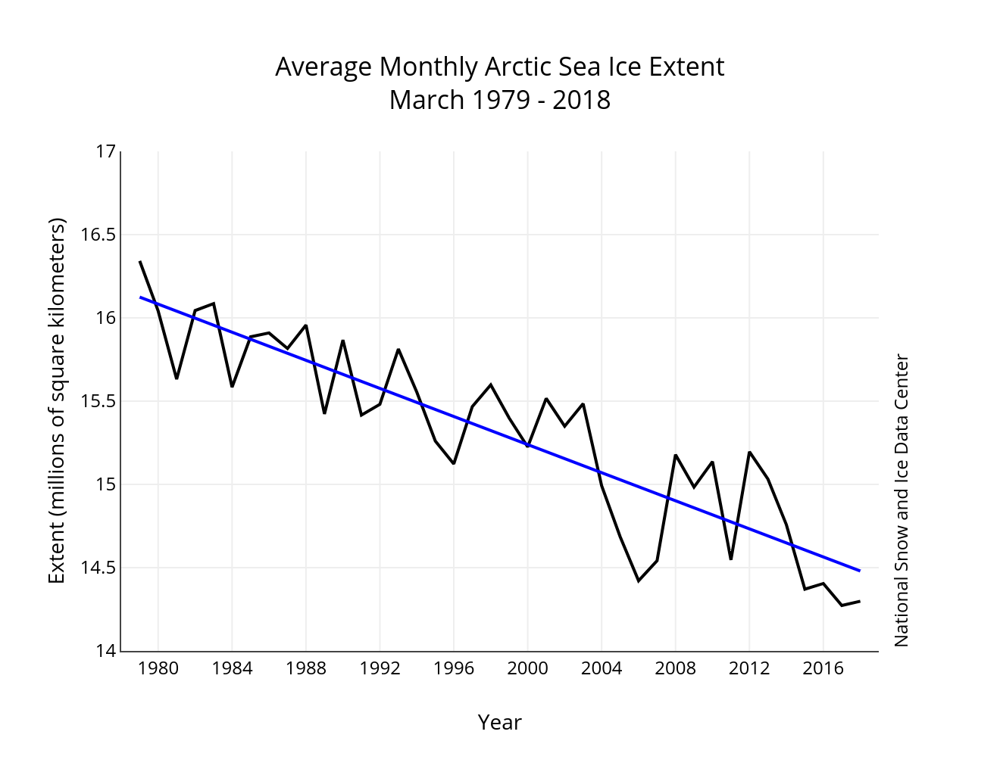 Average Monthly Arctic Sea Ice Extent
March 1979 - 2018
17
16.5
16
15.5
15
14.5
14
Extent (millions of square kilometers)
1980 1984 1988 1992 1996 2000 2004 2008 2012 2016
Year
National Snow and Ice Data Center